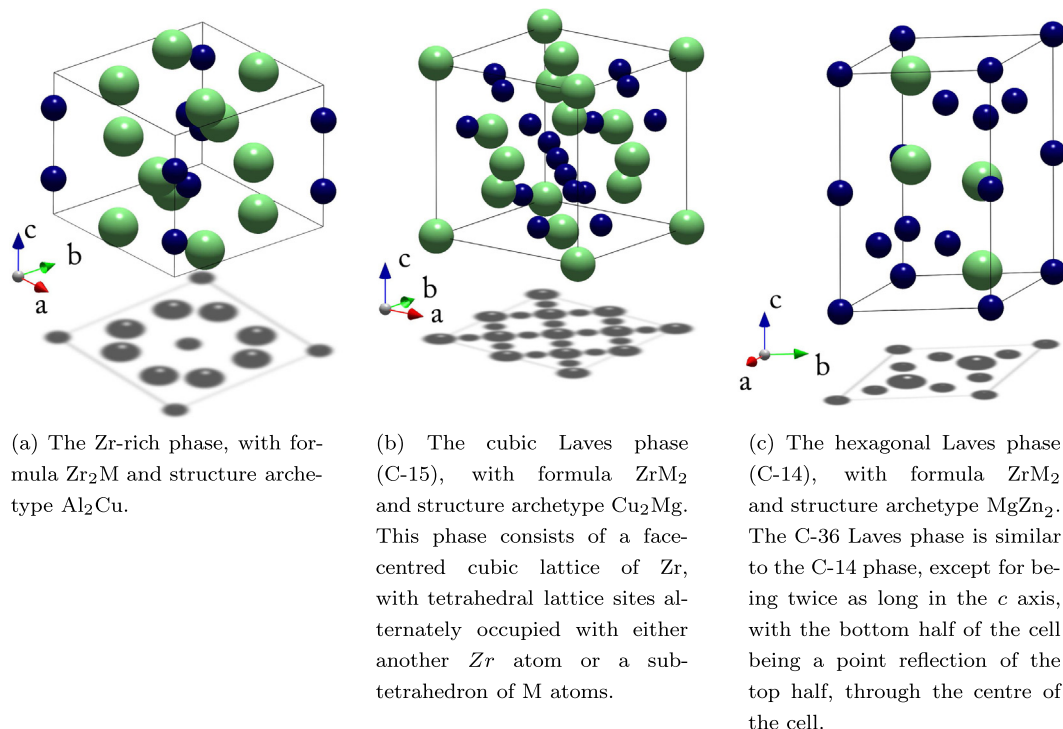 c
b
a
c
b
a
c
a
b
(a) The Zr-rich phase, with for-
mula Zr₂M and structure arche-
type Al₂Cu.
(b) The cubic Laves phase
(C-15), with formula ZrM₂
and structure archetype Cu₂Mg.
This phase consists of a face-
centred cubic lattice of Zr,
with tetrahedral lattice sites al-
ternately occupied with either
another Zr atom or a sub-
tetrahedron of M atoms.
(c) The hexagonal Laves phase
(C-14), with formula ZrM₂
and structure archetype MgZn₂.
The C-36 Laves phase is similar
to the C-14 phase, except for be-
ing twice as long in the c axis,
with the bottom half of the cell
being a point reflection of the
top half, through the centre of
the cell.